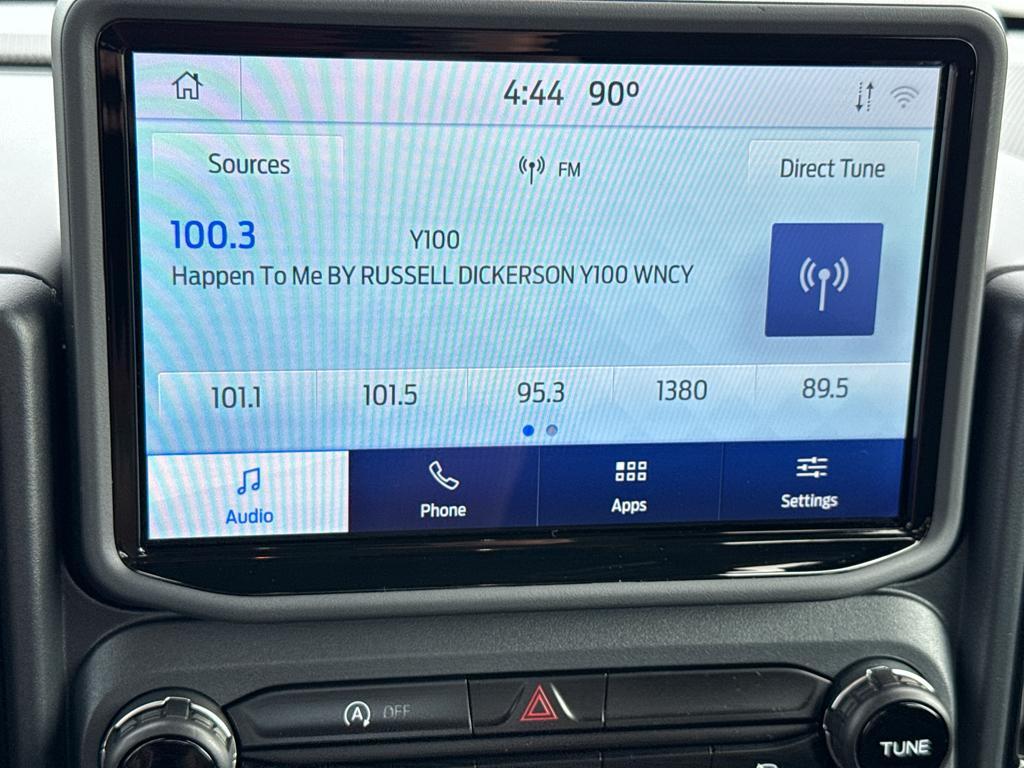 4:44 90°
Sources
FM
Direct Tune
100.3
Y100
Happen To Me BY RUSSELL DICKERSON Y100 WNCY
101.1
101.5
95.3
1380
89.5
Audio
Phone
Apps
Settings
A OFF
TUNE